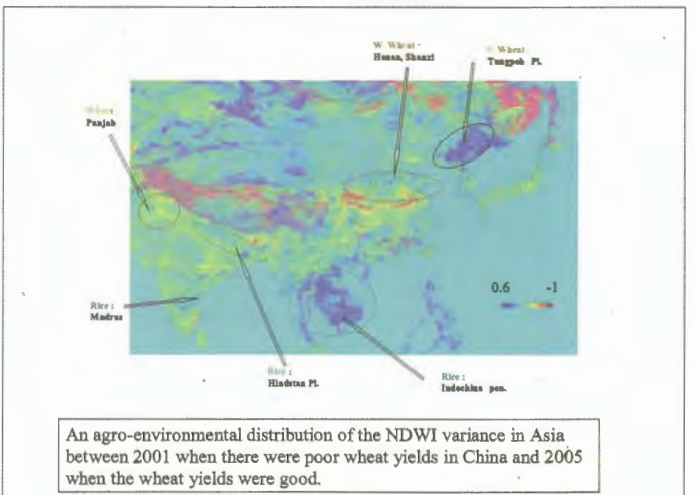 W Wheat :
Honan, Shanxi
Wheat :
Tungpeh Pl.
Wheat :
Panjab
0.6 -1
Rice :
Madras
Rice :
Hindstan Pl.
Rice :
Indochina pen.
An agro-environmental distribution of the NDWI variance in Asia
between 2001 when there were poor wheat yields in China and 2005
when the wheat yields were good.